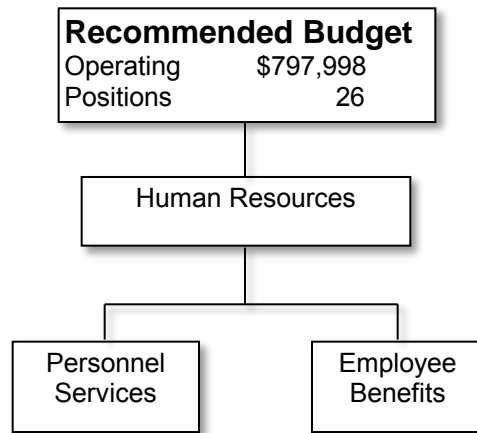 Recommended Budget
Operating $797,998
Positions 26
Human Resources
Personnel
Services
Employee
Benefits